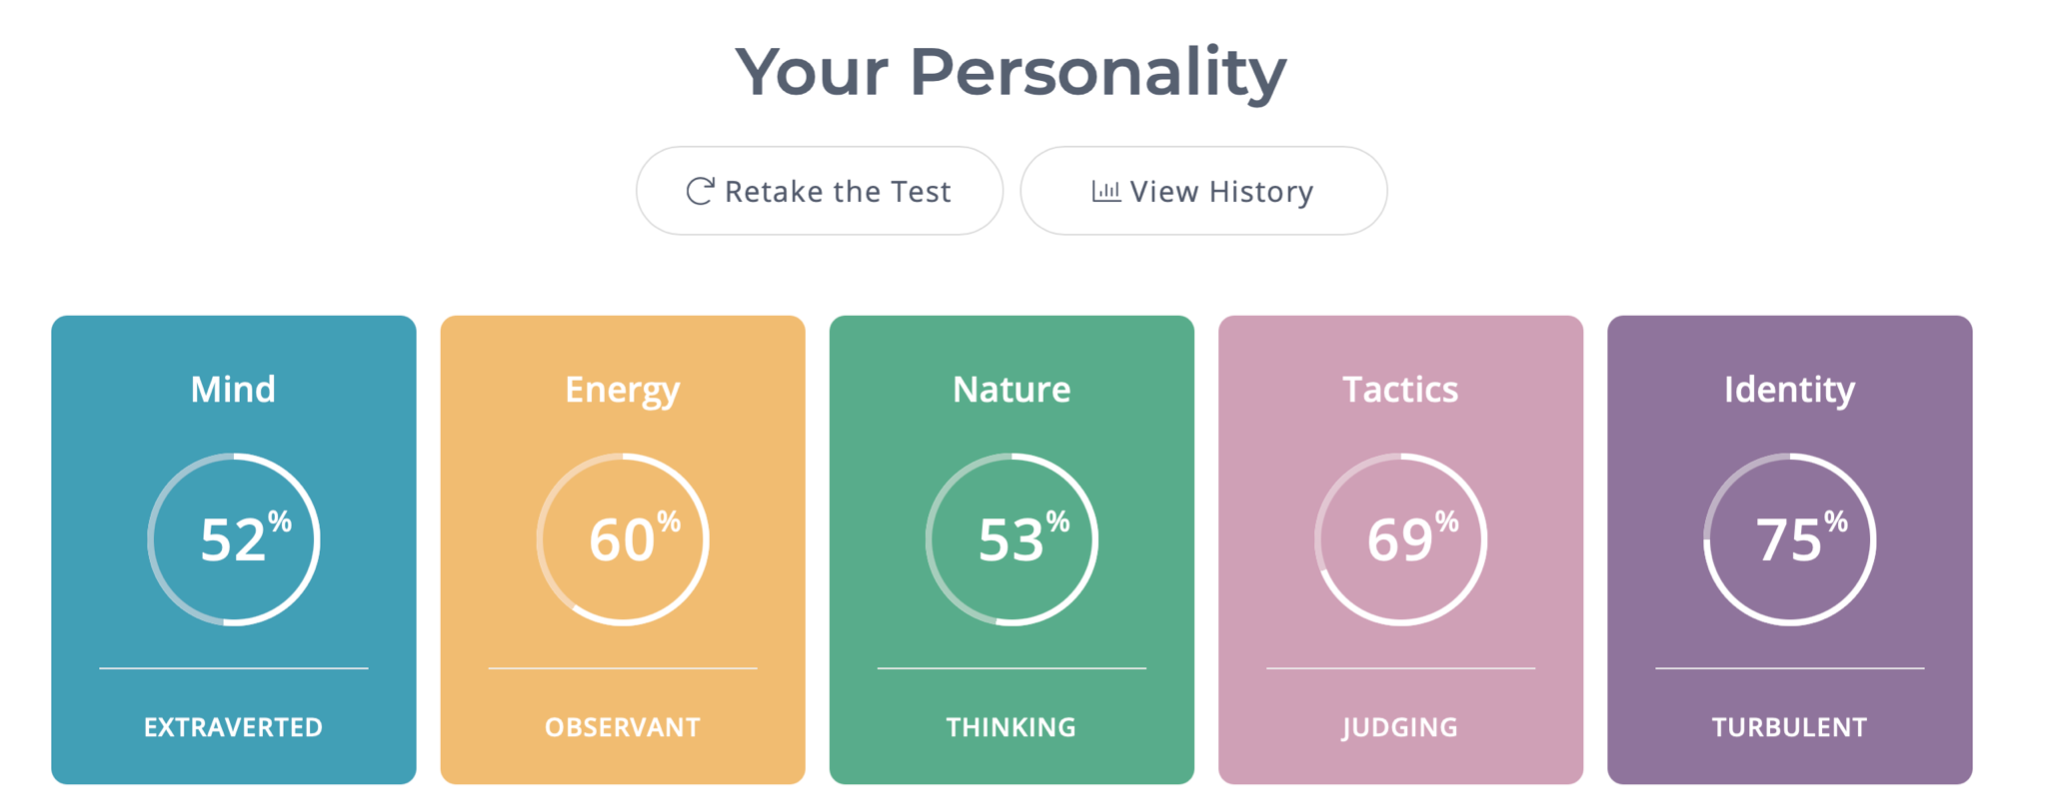 Your Personality
Retake the Test
View History
Mind
52%
EXTRAVERTED
Energy
60%
OBSERVANT
Nature
53%
THINKING
Tactics
69%
JUDGING
Identity
75%
TURBULENT